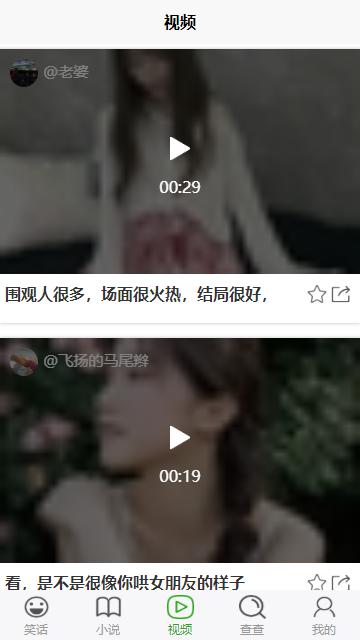 视频
@老婆
00:29
围观人很多，场面很火热，结局很好，
@飞扬的马尾辫
00:19
看，是不是很像你哄女朋友的样子
笑话 小说 视频 查查 我的